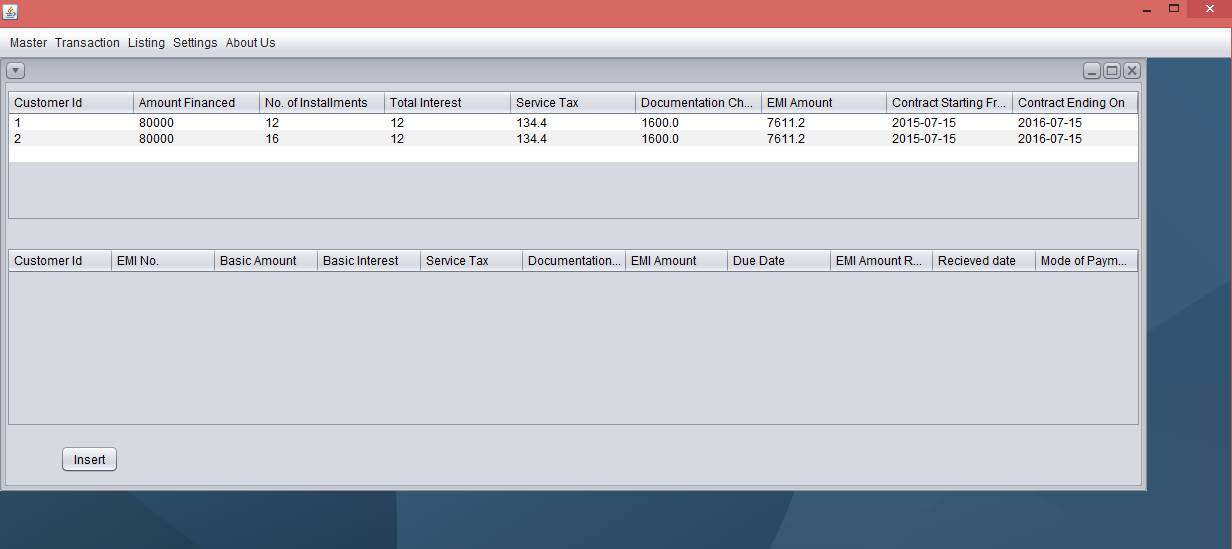 Master Transaction Listing Settings About Us
Customer Id Amount Financed No. of Installments Total Interest Service Tax Documentation Ch... EMI Amount Contract Starting Fr... Contract Ending On
1 80000 12 12 134.4 1600.0 7611.2 2015-07-15 2016-07-15
2 80000 16 12 134.4 1600.0 7611.2 2015-07-15 2016-07-15
Customer Id EMI No. Basic Amount Basic Interest Service Tax Documentation... EMI Amount Due Date EMI Amount R... Recieved date Mode of Paym...
Insert